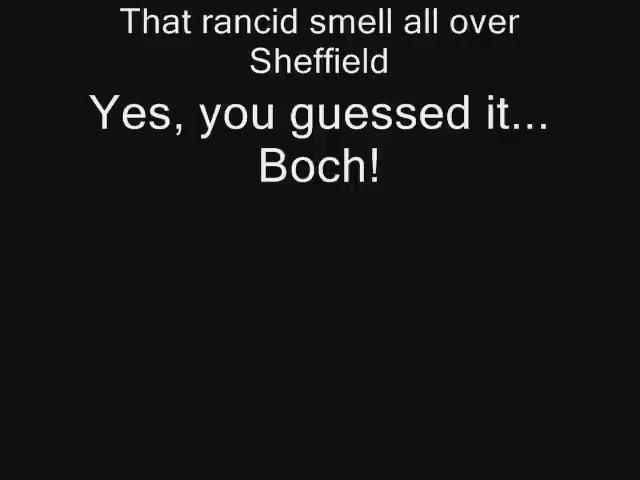 That rancid smell all over
Sheffield
Yes, you guessed it...
Boch!